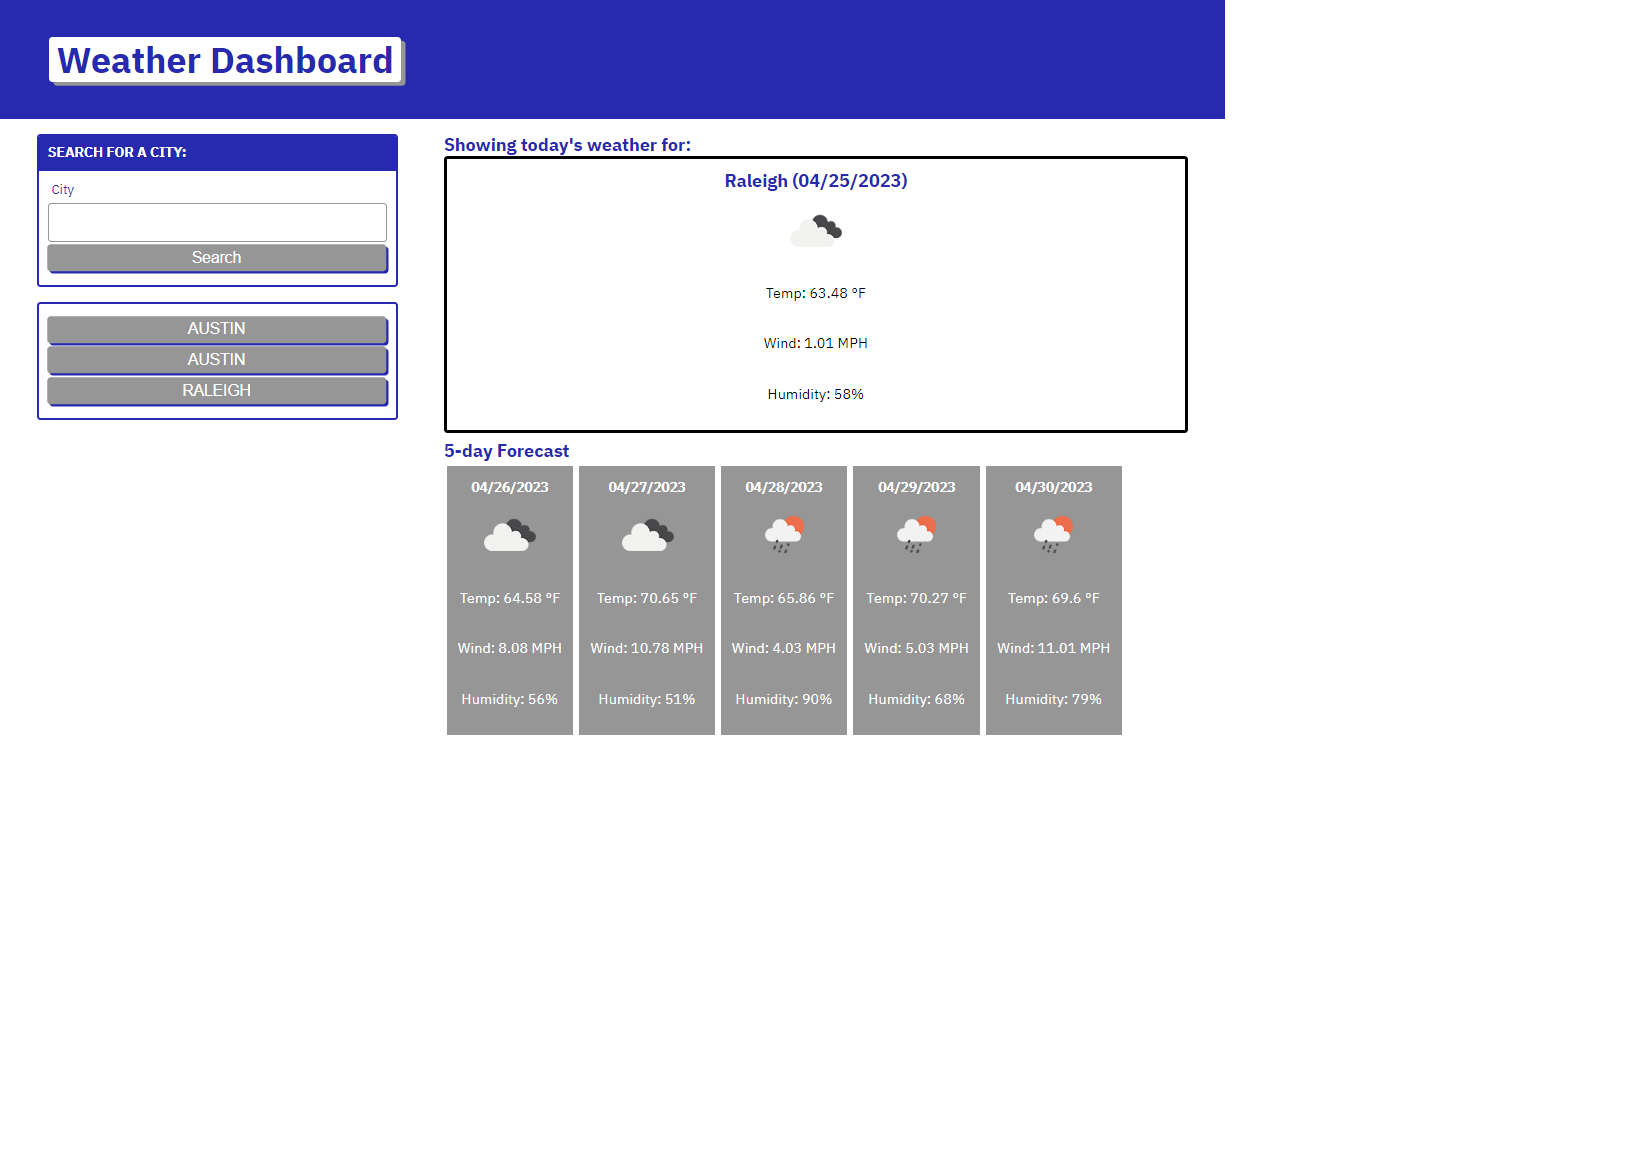 Weather Dashboard
SEARCH FOR A CITY:
City
Search
AUSTIN
AUSTIN
RALEIGH
Showing today's weather for:
Raleigh (04/25/2023)
Temp: 63.48 °F
Wind: 1.01 MPH
Humidity: 58%
5-day Forecast
04/26/2023
Temp: 64.58 °F
Wind: 8.08 MPH
Humidity: 56%
04/27/2023
Temp: 70.65 °F
Wind: 10.78 MPH
Humidity: 51%
04/28/2023
Temp: 65.86 °F
Wind: 4.03 MPH
Humidity: 90%
04/29/2023
Temp: 70.27 °F
Wind: 5.03 MPH
Humidity: 68%
04/30/2023
Temp: 69.6 °F
Wind: 11.01 MPH
Humidity: 79%